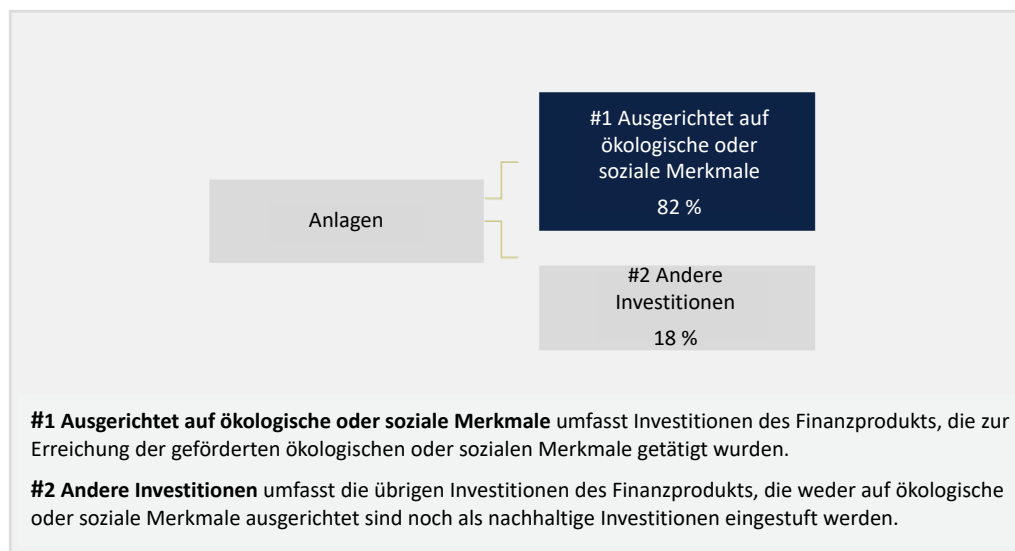 #1 Ausgerichtet auf
ökologische oder
soziale Merkmale
82 %
Anlagen
#2 Andere
Investitionen
18 %
#1 Ausgerichtet auf ökologische oder soziale Merkmale umfasst Investitionen des Finanzprodukts, die zur
Erreichung der geförderten ökologischen oder sozialen Merkmale getätigt wurden.
#2 Andere Investitionen umfasst die übrigen Investitionen des Finanzprodukts, die weder auf ökologische
oder soziale Merkmale ausgerichtet sind noch als nachhaltige Investitionen eingestuft werden.